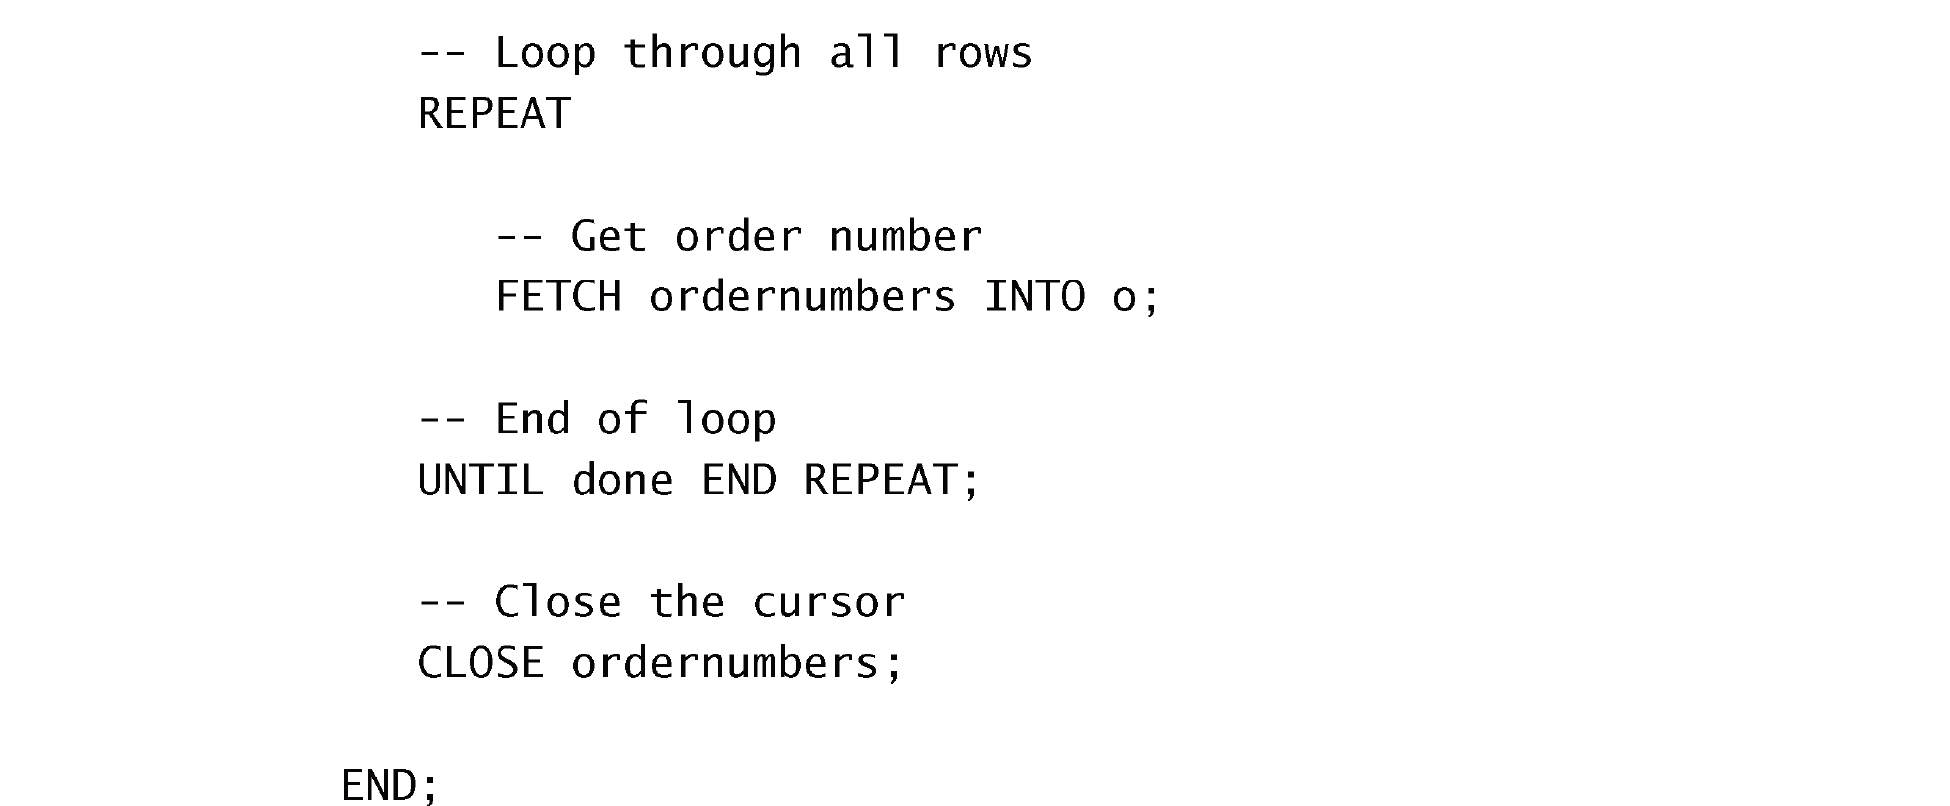 -- Loop through all rows
REPEAT
-- Get order number
FETCH ordernumbers INTO o;
-- End of loop
UNTIL done END REPEAT;
-- Close the cursor
CLOSE ordernumbers;
END;